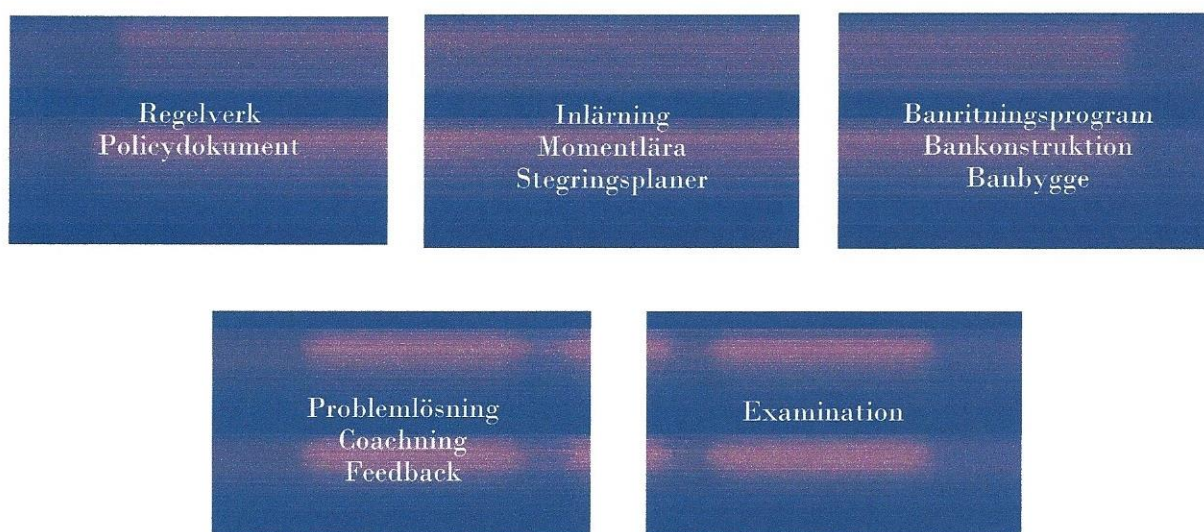 Regelverk
Policydokument
Inlärning
Momentlära
Stegringsplaner
Banritningsprogram
Bankonstruktion
Banbygge
Problemlösning
Coachning
Feedback
Examination